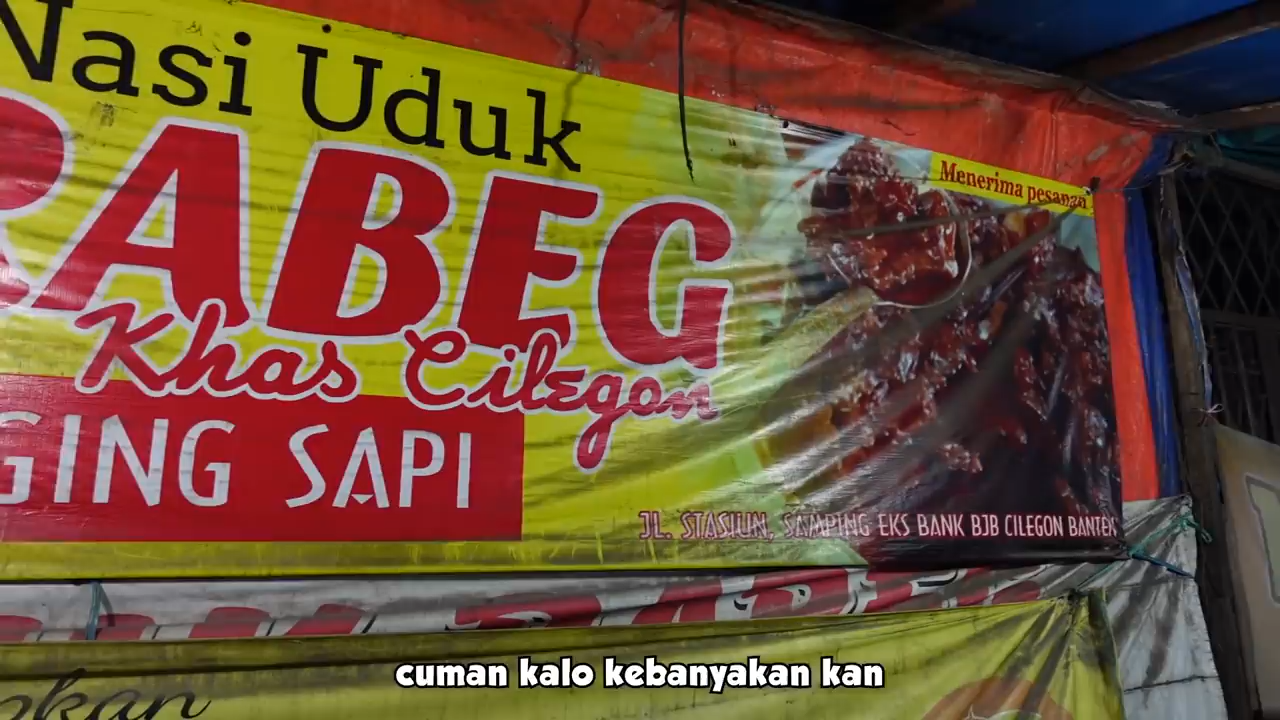 Nasi Uduk
RABEG
Khas Cilegon
GING SAPI
Menerima pesanan
JL. STASIUN, SAMPING EKS BANK BJB CILEGON BANTEN
RABEG
cuman kalo kebanyakan kan